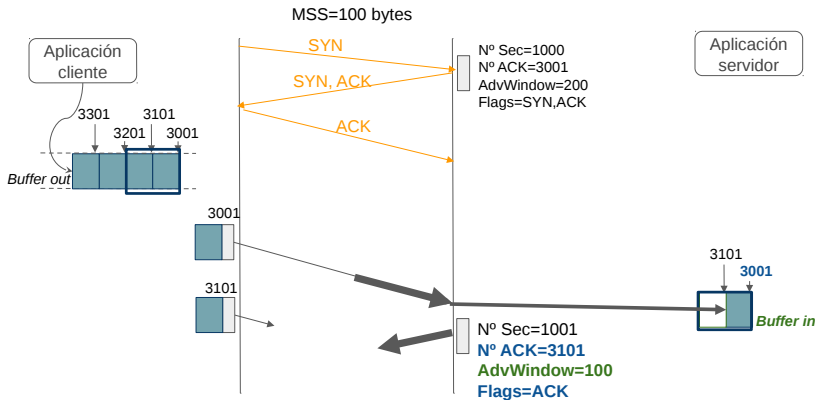 MSS=100 bytes
Aplicación
cliente
SYN
SYN, ACK
ACK
Nº Sec=1000
Nº ACK=3001
AdvWindow=200
Flags=SYN,ACK
Aplicación
servidor
3301
3101
3201
3001
Buffer out
3001
3101
3101
3001
Buffer in
Nº Sec=1001
Nº ACK=3101
AdvWindow=100
Flags=ACK